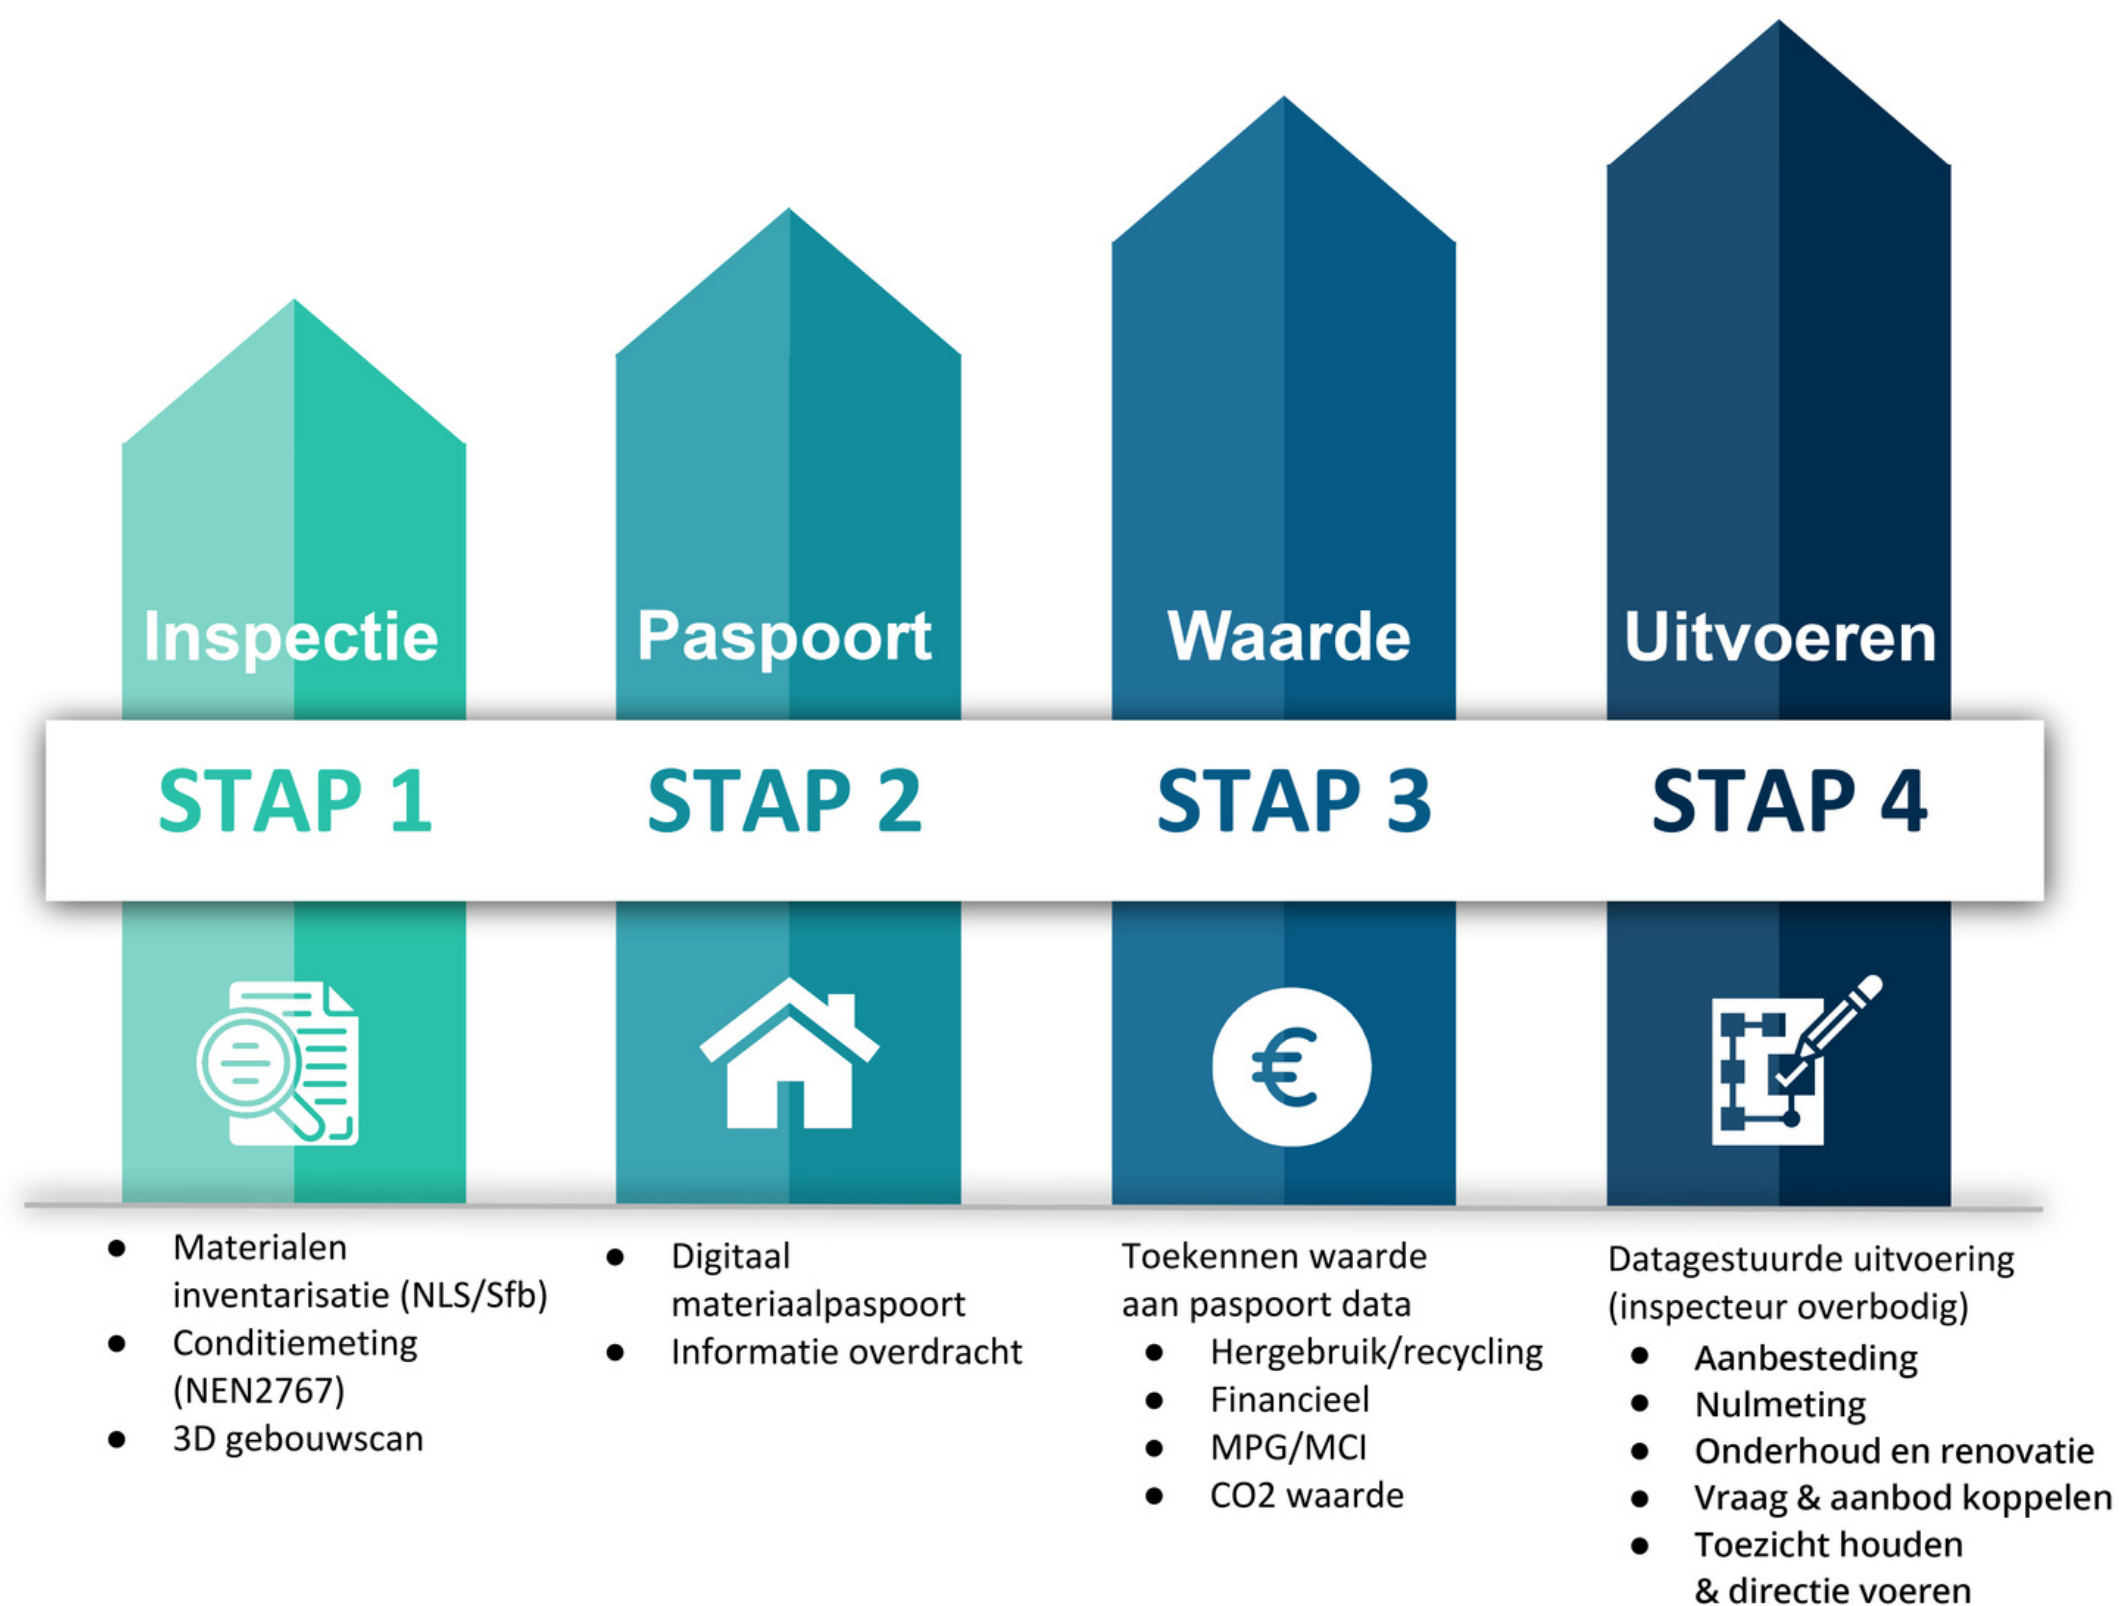 Inspectie
Paspoort
Waarde
Uitvoeren
STAP 1
STAP 2
STAP 3
STAP 4
● Materialen
inventarisatie (NLS/Sfb)
● Conditiemeting
(NEN2767)
● 3D gebouwscan
● Digitaal
materiaalpaspoort
● Informatie overdracht
Toekennen waarde
aan paspoort data
● Hergebruik/recycling
● Financieel
● MPG/MCI
● CO2 waarde
Datagestuurde uitvoering
(inspecteur overbodig)
● Aanbesteding
● Nulmeting
● Onderhoud en renovatie
● Vraag & aanbod koppelen
● Toezicht houden
& directie voeren